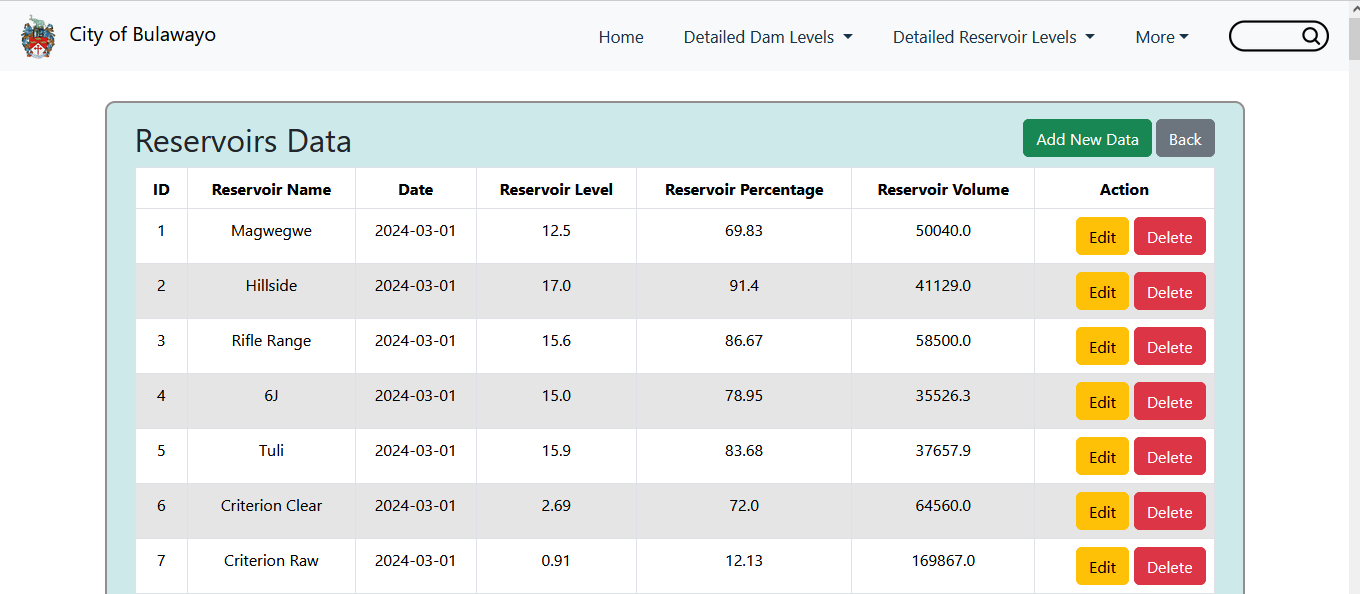 City of Bulawayo Home Detailed Dam Levels Detailed Reservoir Levels More
Reservoirs Data Add New Data Back
ID Reservoir Name Date Reservoir Level Reservoir Percentage Reservoir Volume Action
1 Magwegwe 2024-03-01 12.5 69.83 50040.0 Edit Delete
2 Hillside 2024-03-01 17.0 91.4 41129.0 Edit Delete
3 Rifle Range 2024-03-01 15.6 86.67 58500.0 Edit Delete
4 6J 2024-03-01 15.0 78.95 35526.3 Edit Delete
5 Tuli 2024-03-01 15.9 83.68 37657.9 Edit Delete
6 Criterion Clear 2024-03-01 2.69 72.0 64560.0 Edit Delete
7 Criterion Raw 2024-03-01 0.91 12.13 169867.0 Edit Delete